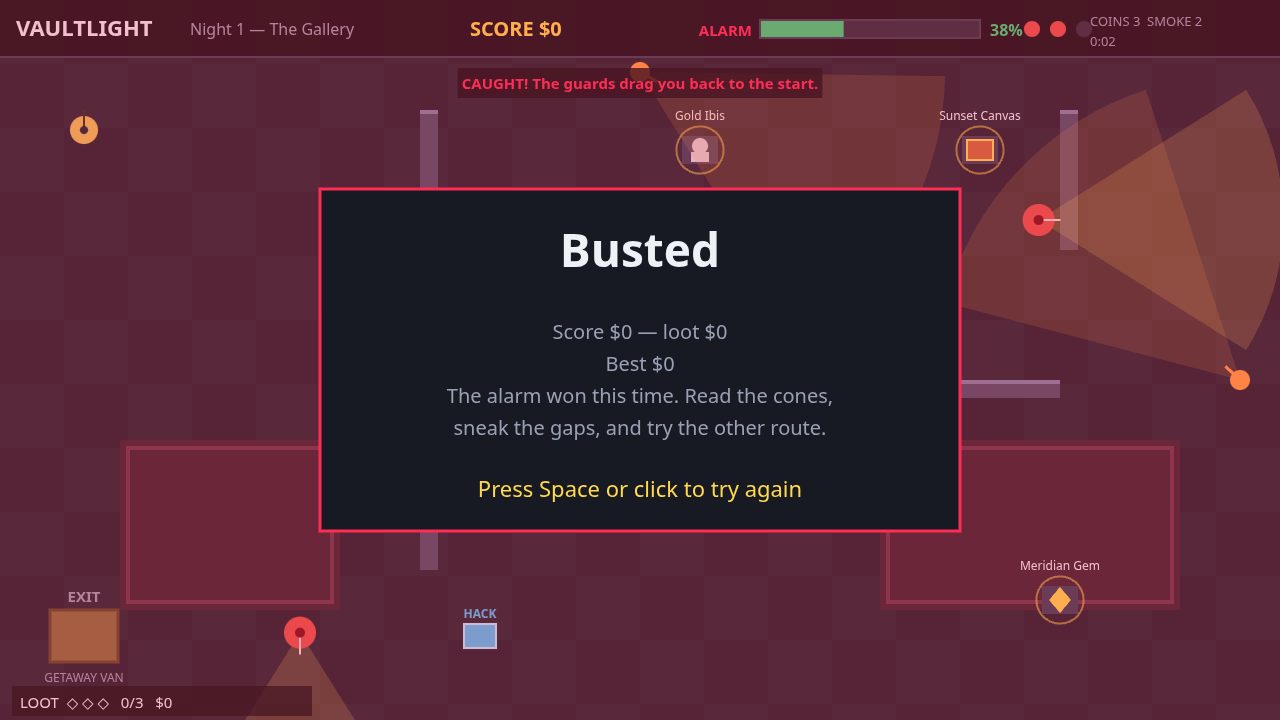 VAULTLIGHT
Night 1 — The Gallery
SCORE $0
ALARM
38%
COINS 3 SMOKE 2
0:02
CAUGHT! The guards drag you back to the start.
Gold Ibis
Sunset Canvas
Busted
Score $0 — loot $0
Best $0
The alarm won this time. Read the cones,
sneak the gaps, and try the other route.
Press Space or click to try again
Meridian Gem
EXIT
HACK
GETAWAY VAN
LOOT ◇◇◇ 0/3 $0